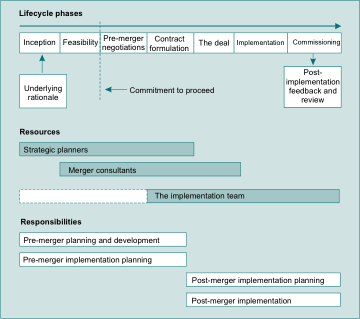 Lifecycle phases
Inception
Feasibility
Pre-merger
negotiations
Contract
formulation
The deal
Implementation
Commissioning
Underlying
rationale
Commitment to proceed
Post-
implementation
feedback and
review
Resources
Strategic planners
Merger consultants
The implementation team
Responsibilities
Pre-merger planning and development
Pre-merger implementation planning
Post-merger implementation planning
Post-merger implementation